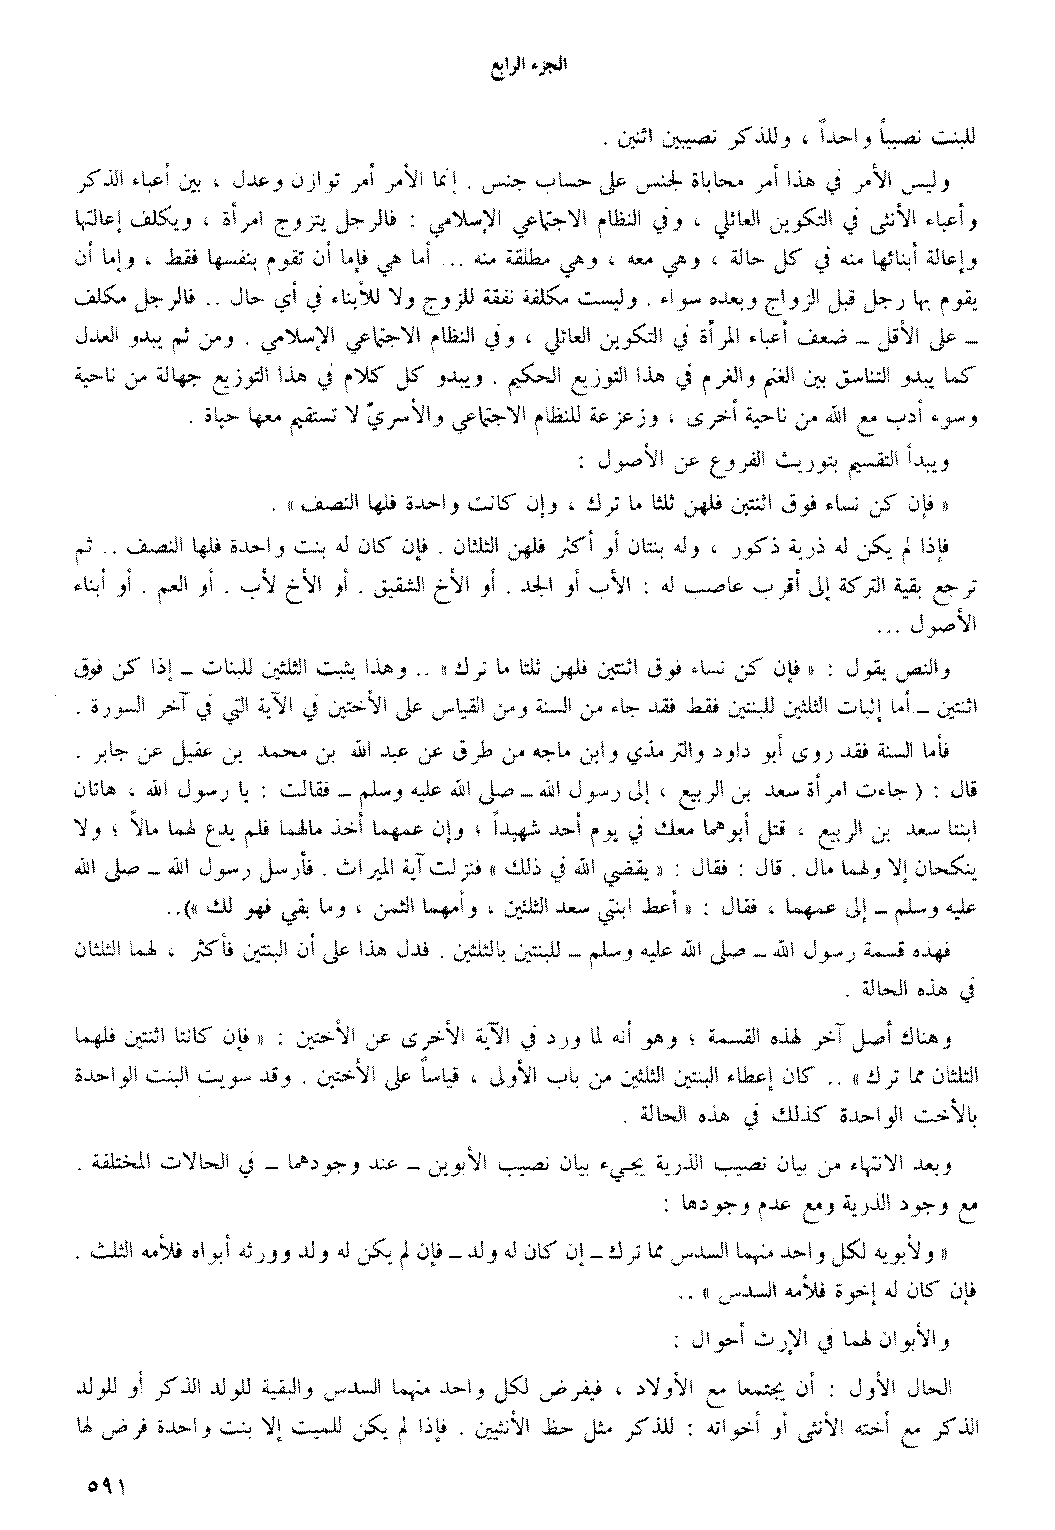 الجزء الرابع
للبنت نصيباً واحداً ، وللذكر نصيبين اثنين .
وليس الأمر في هذا أمر محاباة لجنس على حساب جنس . إنما الأمر أمر توازن وعدل ، بين أعباء الذكر
وأعباء الأنثى في التكوين العائلي ، وفي النظام الاجتماعي الإسلامي : فالرجل يتزوج امرأة ، ويكلف إعالتها
وإعالة أبنائها منه في كل حالة ، وهي معه ، وهي مطلقة منه ... أما هي فإما أن تقوم بنفسها فقط ، وإما أن
يقوم بها رجل قبل الزواج وبعده سواء . وليست مكلفة نفقة للزوج ولا للأبناء في أي حال .. فالرجل مكلف
– على الأقل – ضعف أعباء المرأة في التكوين العائلي ، وفي النظام الاجتماعي الإسلامي . ومن ثم يبدو العدل
كما يبدو التناسق بين الغنم والغرم في هذا التوزيع الحكيم . ويبدو كل كلام في هذا التوزيع جهالة من ناحية
وسوء أدب مع الله من ناحية أخرى ، وزعزعة للنظام الاجتماعي والأسريّ لا تستقيم معها حياة .
ويبدأ التقسيم بتوريث الفروع عن الأصول :
« فإن كن نساء فوق اثنتين فلهن ثلثا ما ترك ، وإن كانت واحدة فلها النصف » .
فإذا لم يكن له ذرية ذكور ، وله بنتان أو أكثر فلهن الثلثان . فإن كان له بنت واحدة فلها النصف .. ثم
ترجع بقية التركة إلى أقرب عاصب له : الأب أو الجد . أو الأخ الشقيق . أو الأخ لأب . أو العم . أو أبناء
الأصول ...
والنص يقول : « فإن كن نساء فوق اثنتين فلهن ثلثا ما ترك » .. وهذا يثبت الثلثين للبنات – إذا كن فوق
اثنتين – أما إثبات الثلثين للبنتين فقط فقد جاء من السنة ومن القياس على الأختين في الآية التي في آخر السورة .
فأما السنة فقد روى أبو داود والترمذي وابن ماجه من طرق عن عبد الله بن محمد بن عقيل عن جابر .
قال : ( جاءت امرأة سعد بن الربيع ، إلى رسول الله – صلى الله عليه وسلم – فقالت : يا رسول الله ، هاتان
ابنتا سعد بن الربيع ، قتل أبوهما معك في يوم أحد شهيداً ؛ وإن عمهما أخذ مالهما فلم يدع لهما مالاً ؛ ولا
ينكحان إلا ولهما مال . قال : فقال : « يقضي الله في ذلك » فنزلت آية الميراث . فأرسل رسول الله – صلى الله
عليه وسلم – إلى عمهما ، فقال : « أعط ابنتي سعد الثلثين ، وأمهما الثمن ، وما بقي فهو لك »)..
فهذه قسمة رسول الله – صلى الله عليه وسلم – للبنتين بالثلثين . فدل هذا على أن البنتين فأكثر ، لهما الثلثان
في هذه الحالة .
وهناك أصل آخر لهذه القسمة ؛ وهو أنه لما ورد في الآية الأخرى عن الأختين : « فإن كانتا اثنتين فلهما
الثلثان مما ترك » .. كان إعطاء البنتين الثلثين من باب الأولى ، قياساً على الأختين . وقد سويت البنت الواحدة
بالأخت الواحدة كذلك في هذه الحالة .
وبعد الانتهاء من بيان نصيب الذرية يجيء بيان نصيب الأبوين – عند وجودهما – في الحالات المختلفة .
مع وجود الذرية ومع عدم وجودها :
« ولأبويه لكل واحد منهما السدس مما ترك – إن كان له ولد – فإن لم يكن له ولد وورثه أبواه فلأمه الثلث .
فإن كان له إخوة فلأمه السدس » ..
والأبوان لهما في الإرث أحوال :
الحال الأول : أن يجتمعا مع الأولاد ، فيفرض لكل واحد منهما السدس والبقية للولد الذكر أو للولد
الذكر مع أخته الأنثى أو أخواته : للذكر مثل حظ الأنثيين . فإذا لم يكن للميت إلا بنت واحدة فرض لها
٥٩١